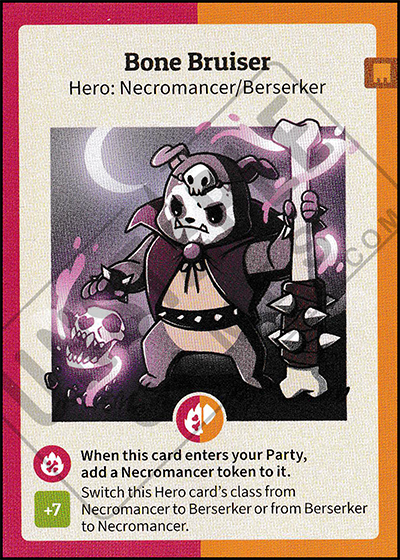 Bone Bruiser
Hero: Necromancer/Berserker
When this card enters your Party,
add a Necromancer token to it.
+7
Switch this Hero card's class from
Necromancer to Berserker or from Berserker
to Necromancer.